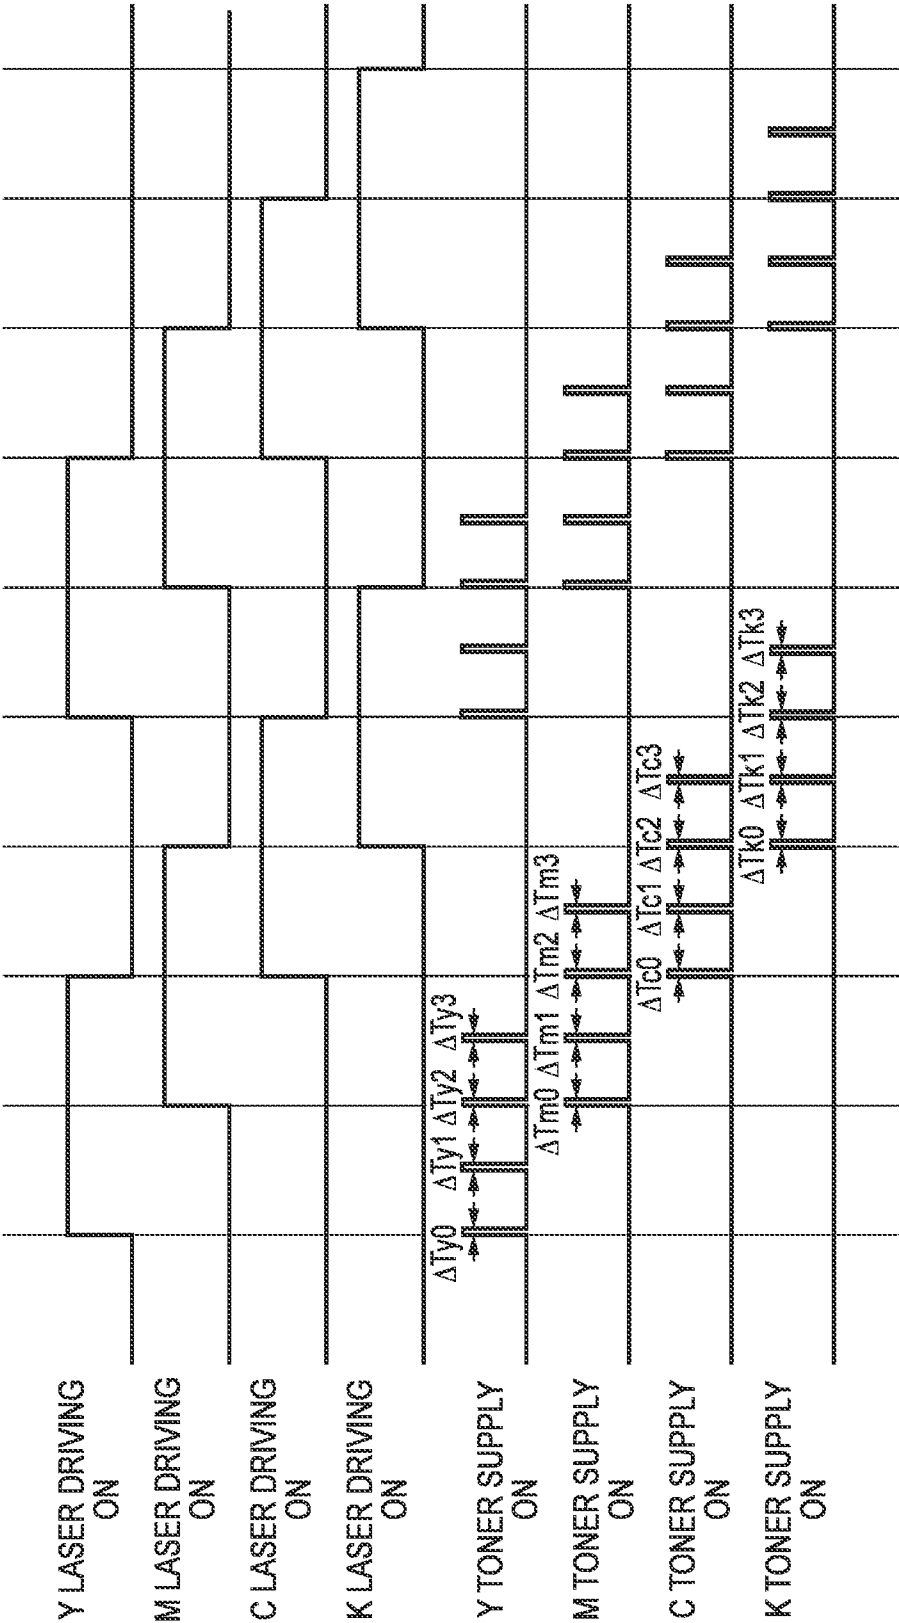 Y LASER DRIVING
ON
M LASER DRIVING
ON
C LASER DRIVING
ON
K LASER DRIVING
ON
Y TONER SUPPLY
ON
ΔTy0 ΔTy1 ΔTy2 ΔTy3
M TONER SUPPLY
ON
ΔTm0 ΔTm1 ΔTm2 ΔTm3
C TONER SUPPLY
ON
ΔTc0 ΔTc1 ΔTc2 ΔTc3
K TONER SUPPLY
ON
ΔTk0 ΔTk1 ΔTk2 ΔTk3